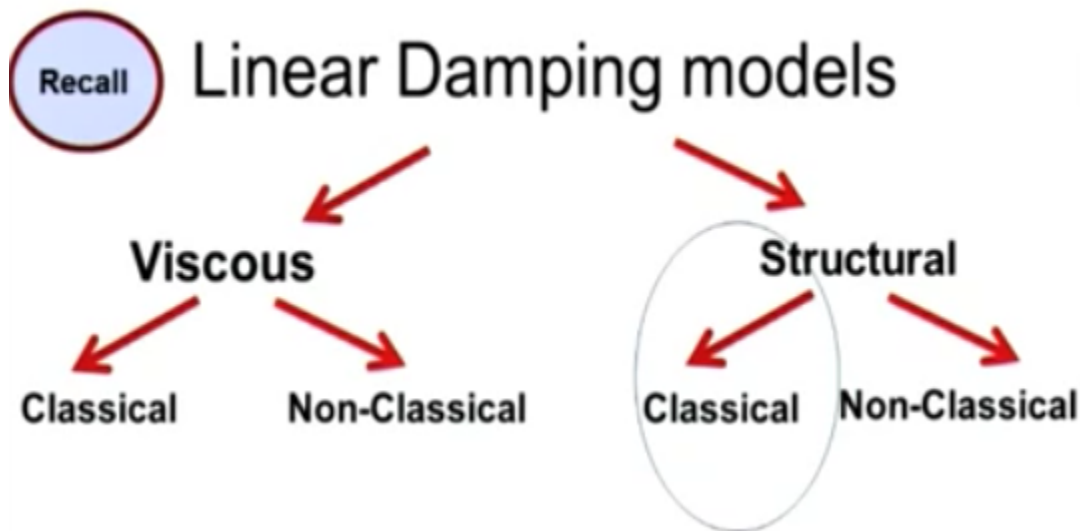 Recall
Linear Damping models
Viscous
Structural
Classical
Non-Classical
Classical
Non-Classical